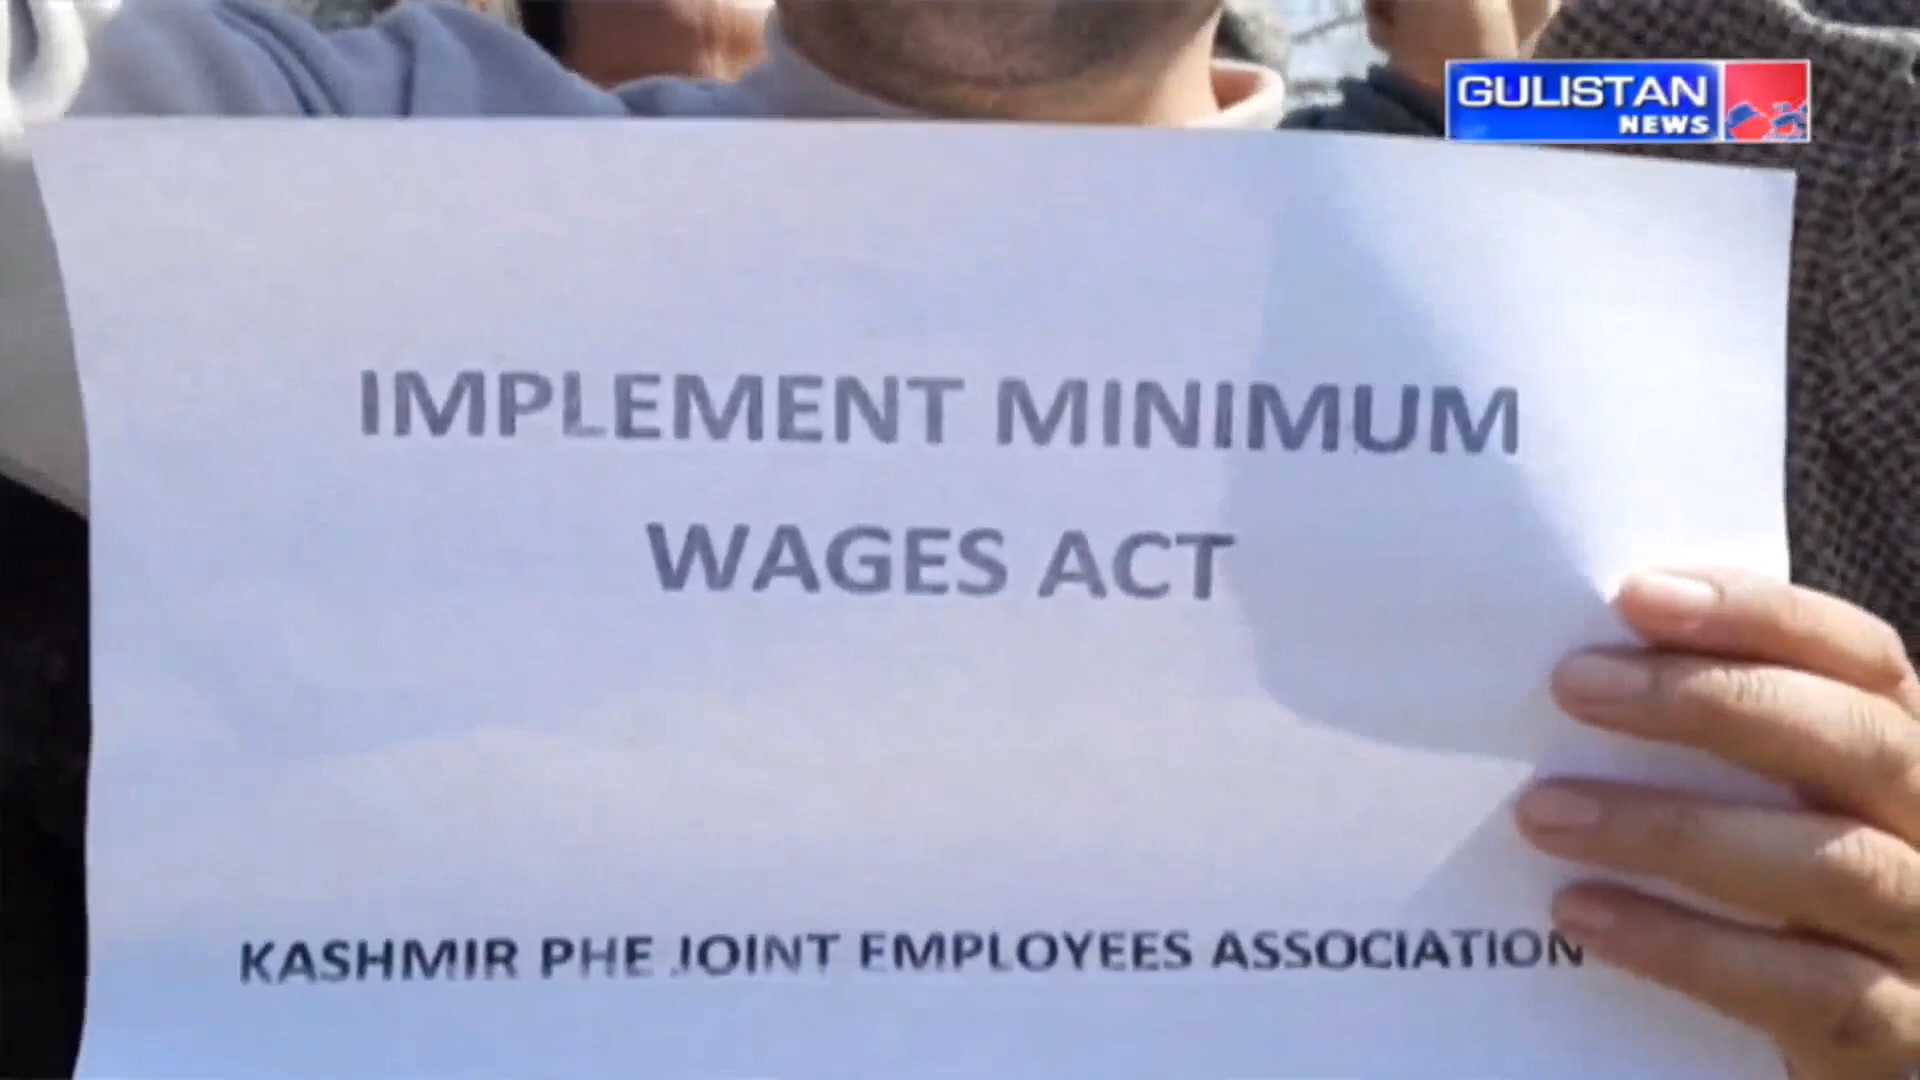 GULISTAN
NEWS
IMPLEMENT MINIMUM
WAGES ACT
KASHMIR PHE JOINT EMPLOYEES ASSOCIATION